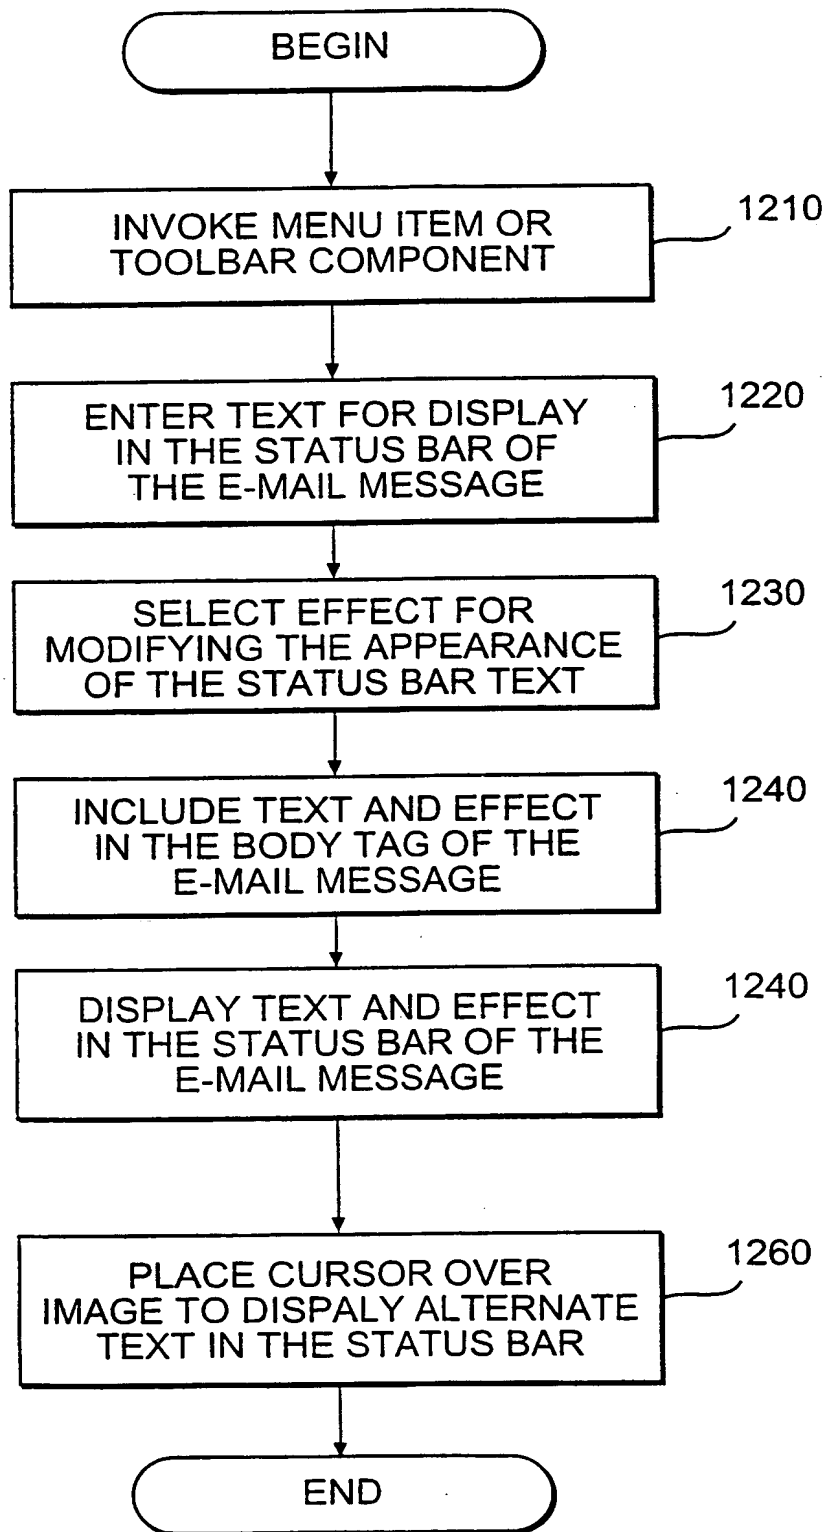 BEGIN
INVOKE MENU ITEM OR
TOOLBAR COMPONENT
1210
ENTER TEXT FOR DISPLAY
IN THE STATUS BAR OF
THE E-MAIL MESSAGE
1220
SELECT EFFECT FOR
MODIFYING THE APPEARANCE
OF THE STATUS BAR TEXT
1230
INCLUDE TEXT AND EFFECT
IN THE BODY TAG OF THE
E-MAIL MESSAGE
1240
DISPLAY TEXT AND EFFECT
IN THE STATUS BAR OF THE
E-MAIL MESSAGE
1240
PLACE CURSOR OVER
IMAGE TO DISPALY ALTERNATE
TEXT IN THE STATUS BAR
1260
END